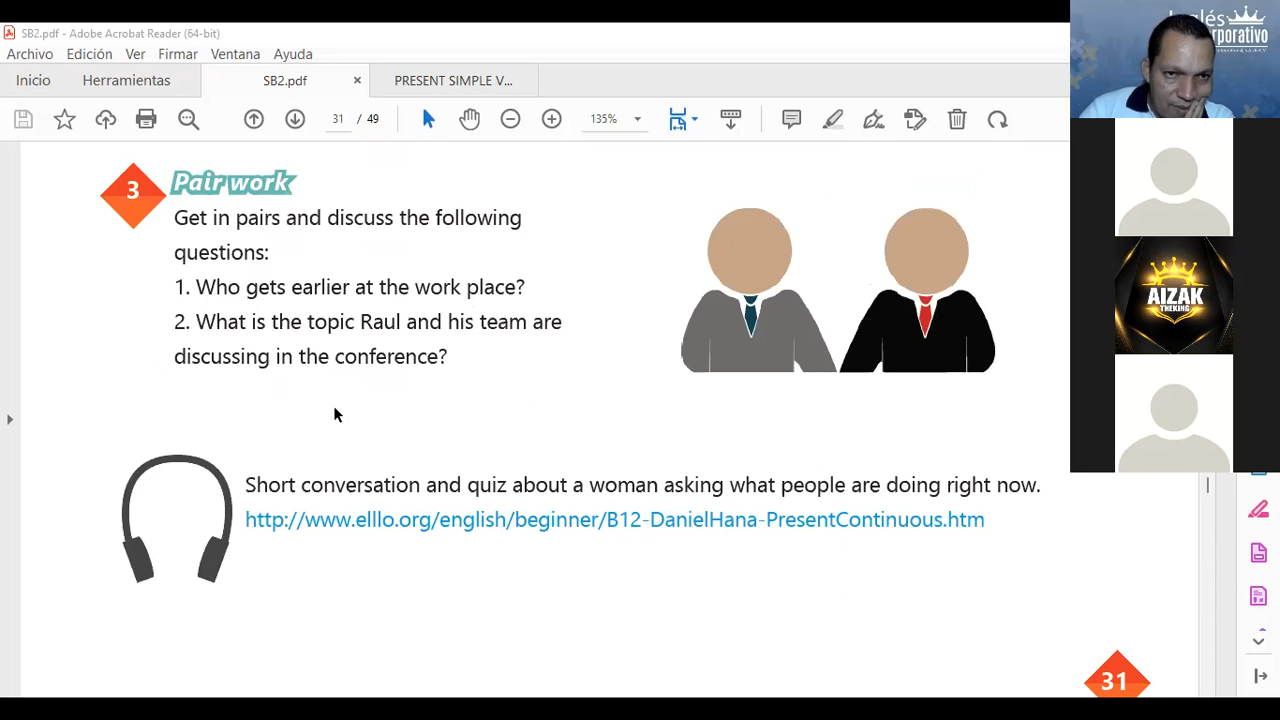 SB2.pdf - Adobe Acrobat Reader (64-bit)
Archivo Edición Ver Firmar Ventana Ayuda
Inicio Herramientas SB2.pdf × PRESENT SIMPLE V...
31 / 49 135%
3 Pair work
Get in pairs and discuss the following
questions:
1. Who gets earlier at the work place?
2. What is the topic Raul and his team are
discussing in the conference?
Short conversation and quiz about a woman asking what people are doing right now.
http://www.elllo.org/english/beginner/B12-DanielHana-PresentContinuous.htm
31
AIZAK
THEKING